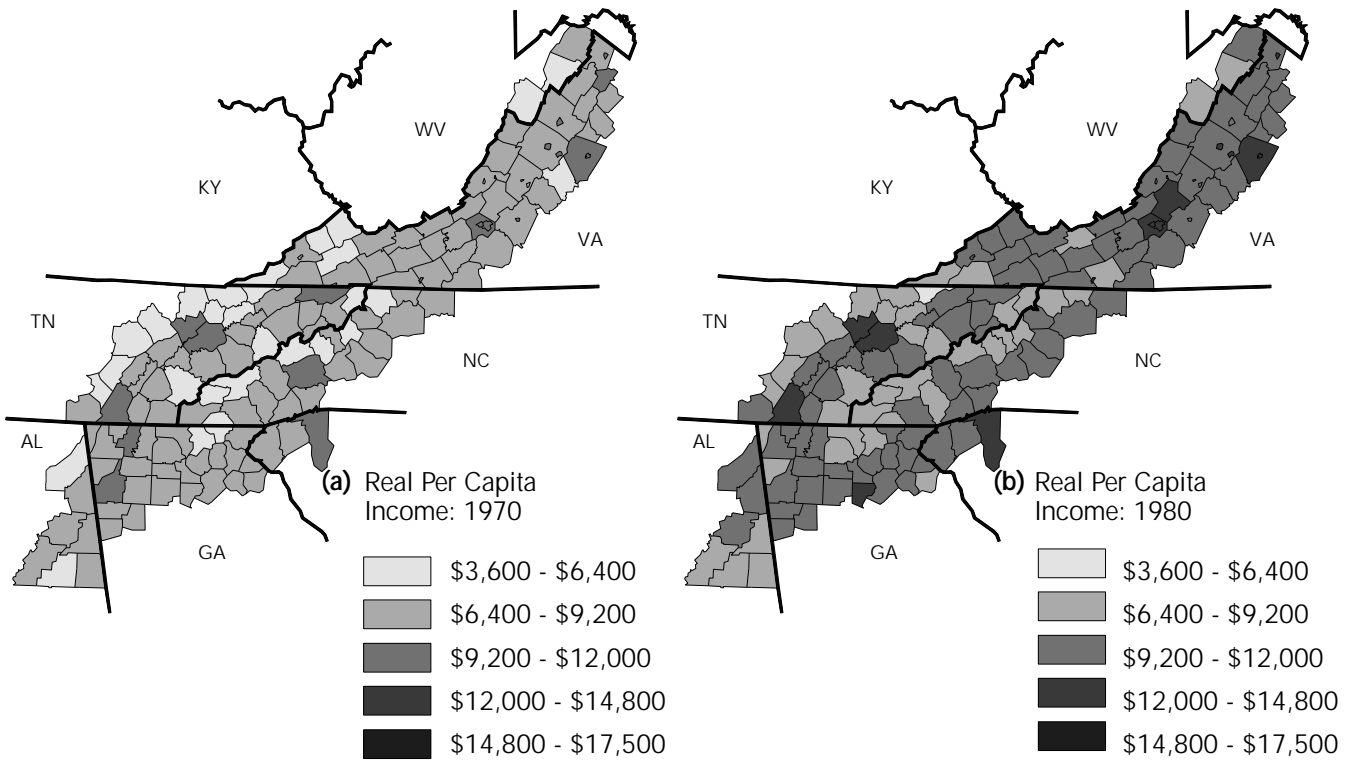 WV
KY
VA
TN
NC
AL
GA
(a) Real Per Capita
Income: 1970
$3,600 - $6,400
$6,400 - $9,200
$9,200 - $12,000
$12,000 - $14,800
$14,800 - $17,500
WV
KY
VA
TN
NC
AL
GA
(b) Real Per Capita
Income: 1980
$3,600 - $6,400
$6,400 - $9,200
$9,200 - $12,000
$12,000 - $14,800
$14,800 - $17,500